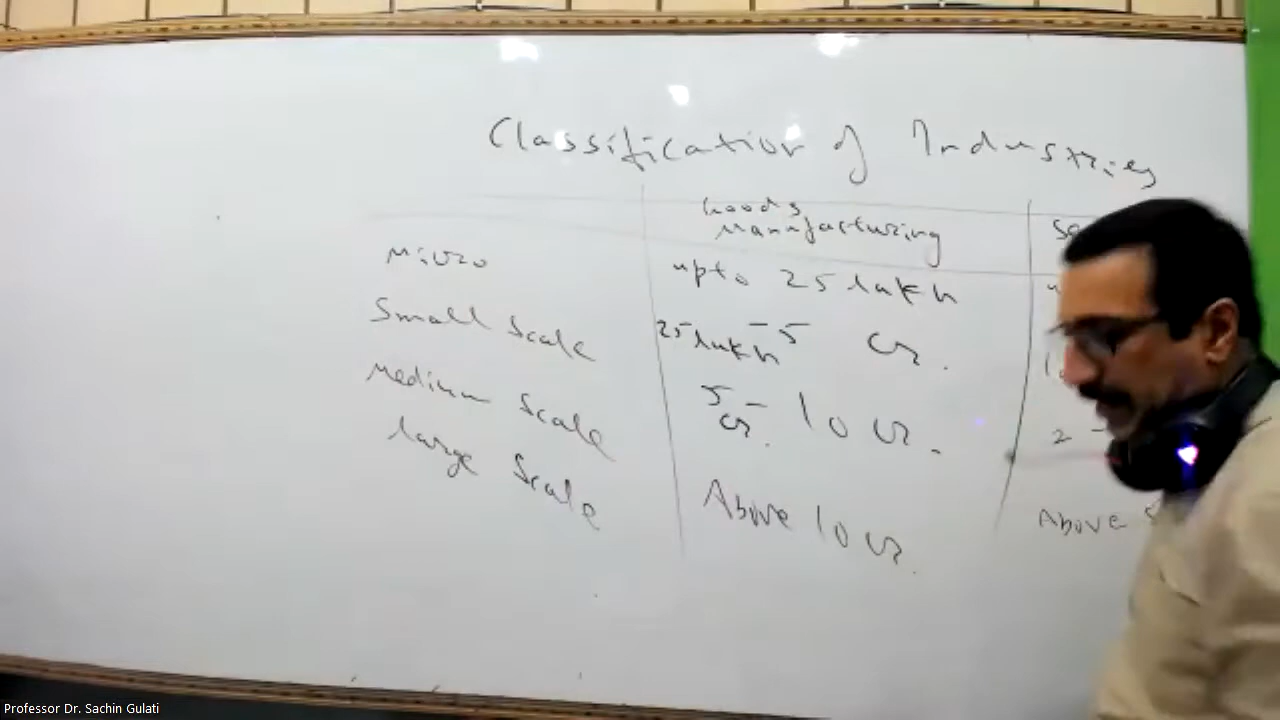 Classification of Industries
Goods
Manufacturing
Micro upto 25 lakh
Small Scale 25 lakh - 5 cr.
Medium Scale 5 cr. - 10 cr. 2 -
large Scale Above 10 cr. Above
Professor Dr. Sachin Gulati